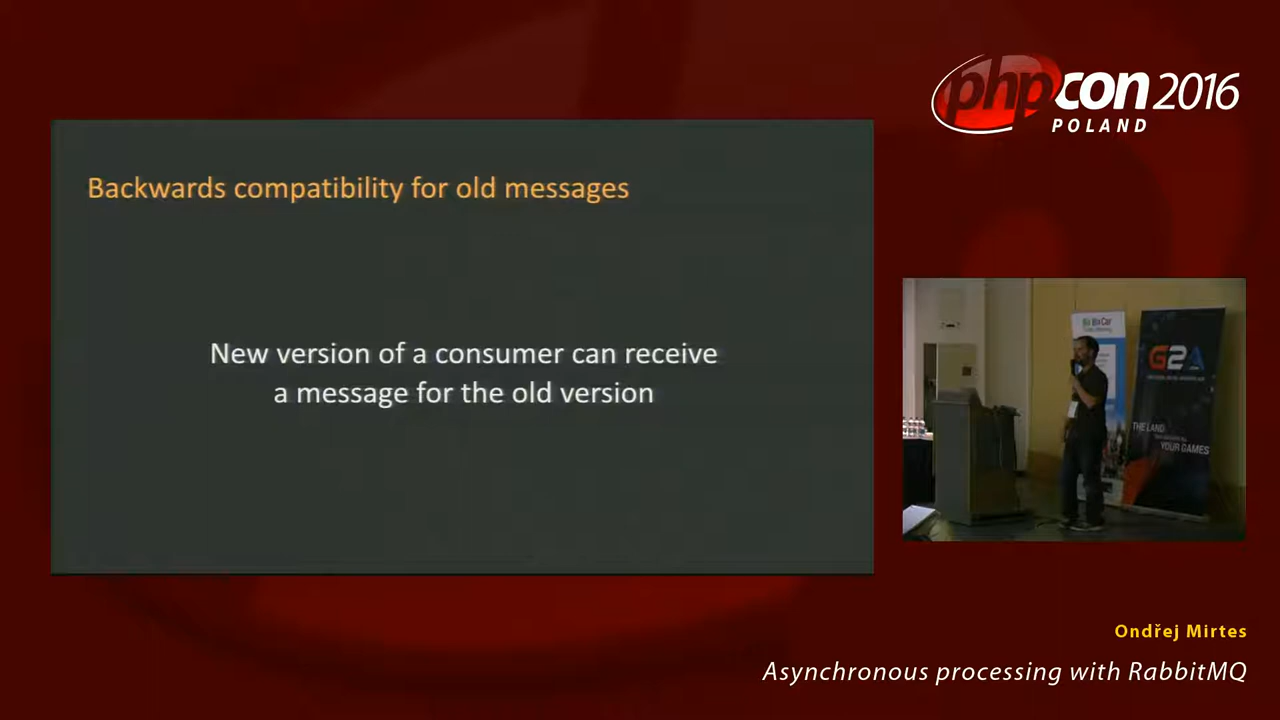 phpcon 2016
POLAND
Backwards compatibility for old messages
New version of a consumer can receive
a message for the old version
G2A
THE LAND
YOUR GAMES
Ondřej Mirtes
Asynchronous processing with RabbitMQ